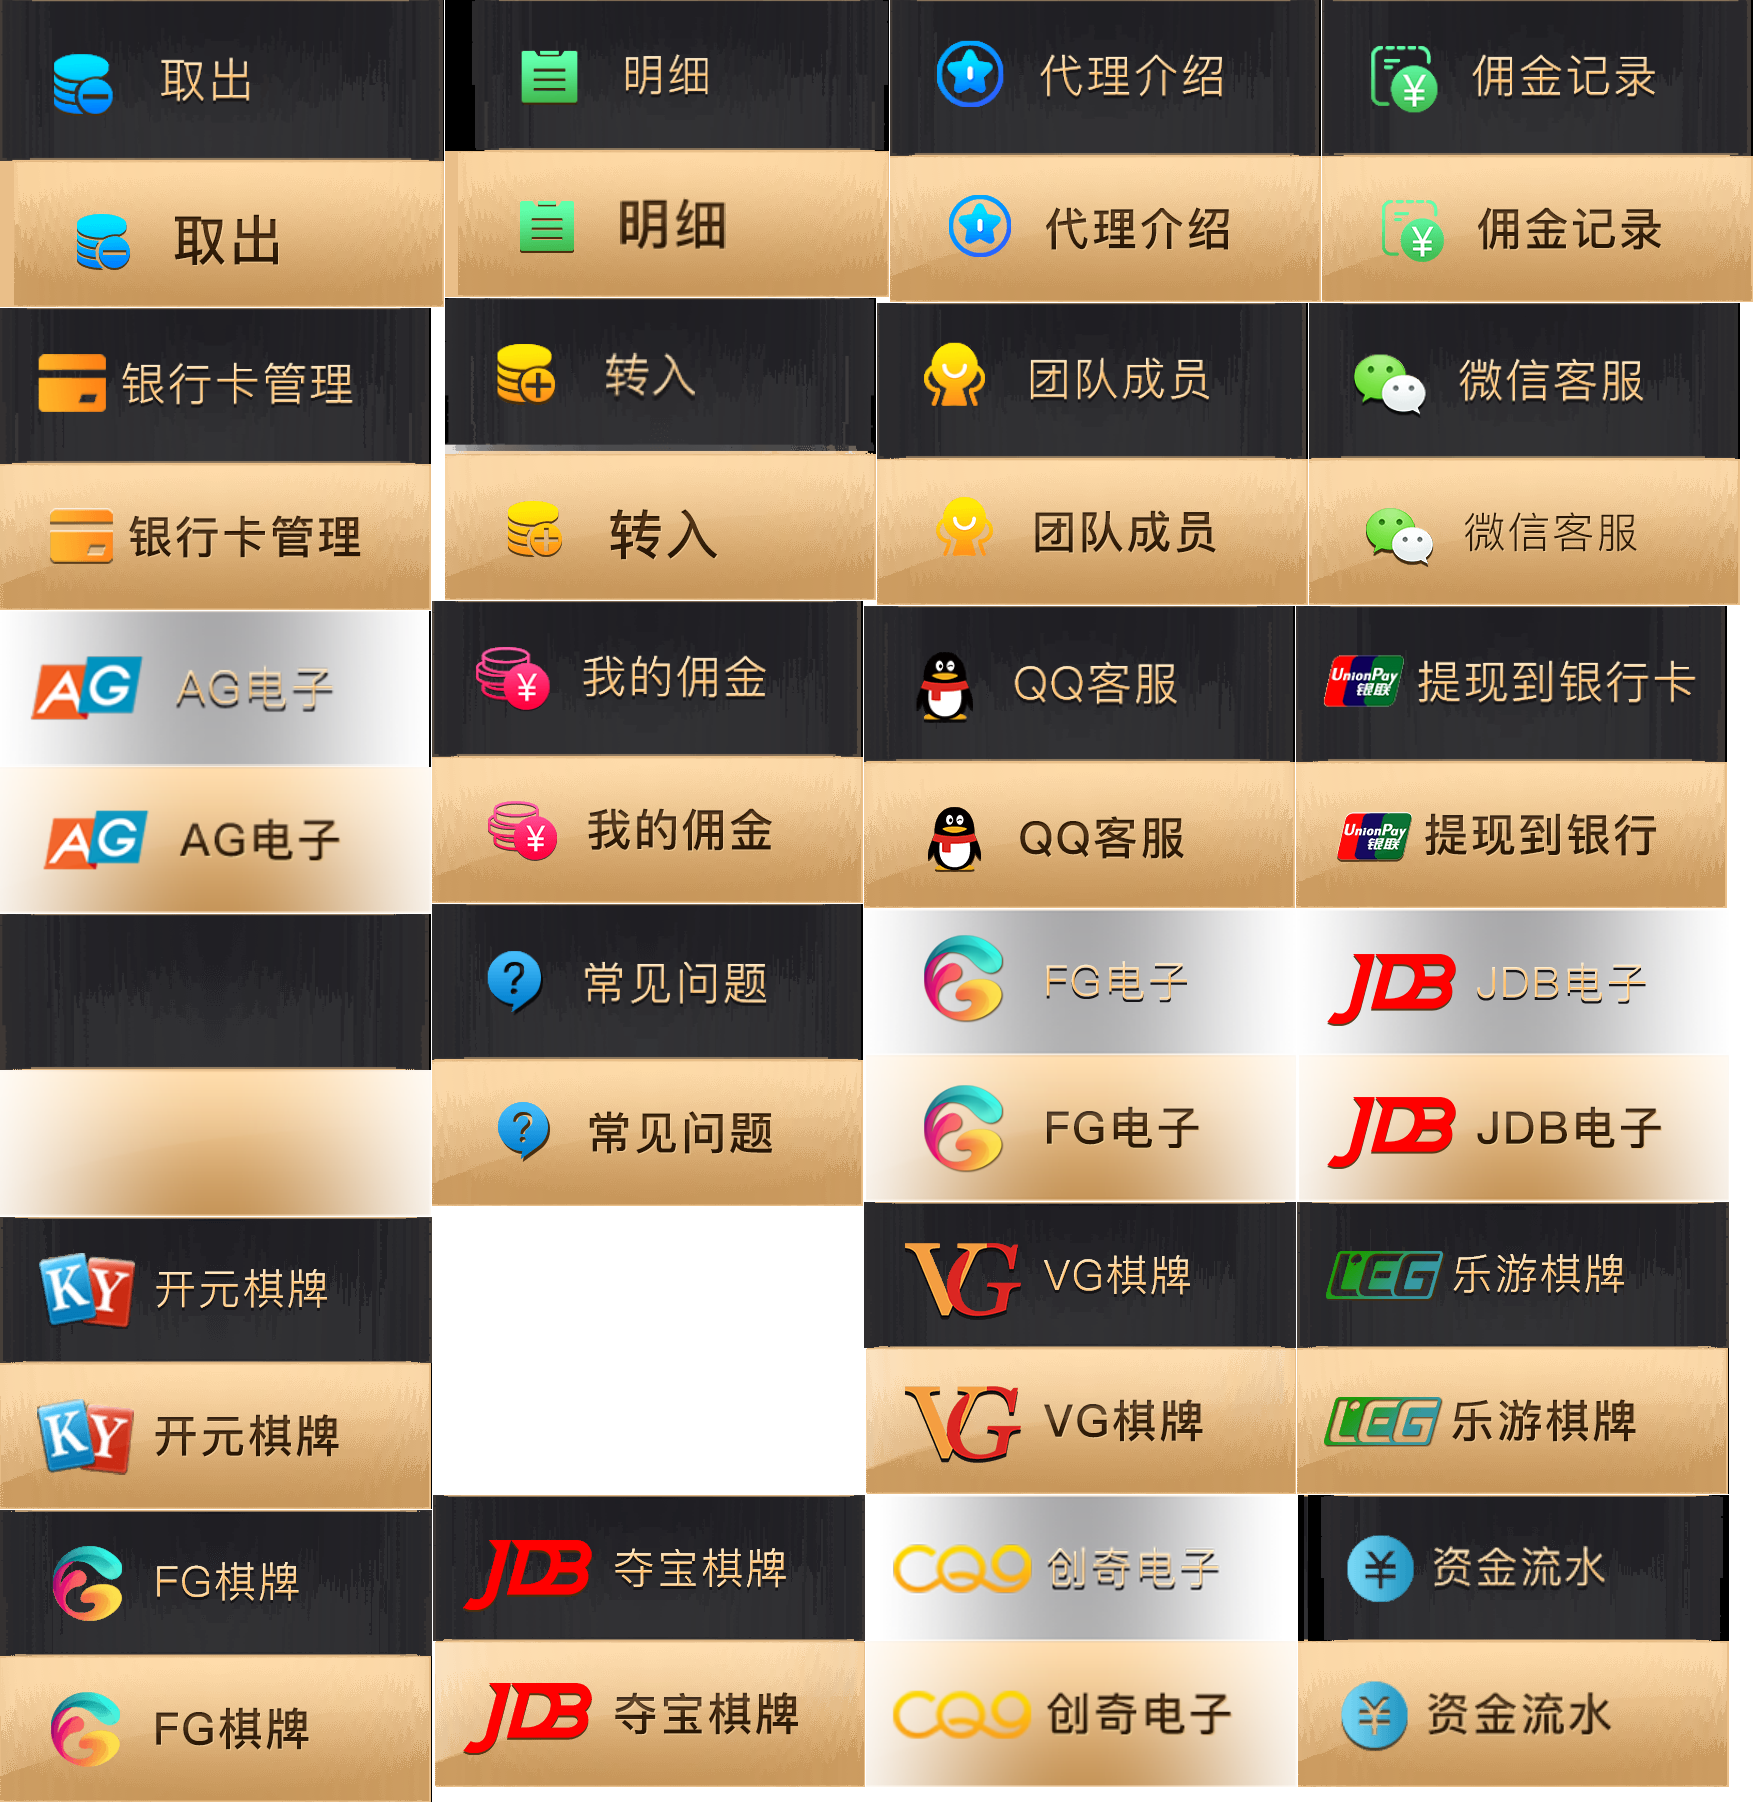 取出
明细
代理介绍
¥ 佣金记录
取出
明细
代理介绍
¥ 佣金记录
银行卡管理
转入
团队成员
微信客服
银行卡管理
转入
团队成员
微信客服
AG AG电子
¥ 我的佣金
QQ客服
UnionPay 银联 提现到银行卡
AG AG电子
¥ 我的佣金
QQ客服
UnionPay 银联 提现到银行
? 常见问题
G FG电子
JDB JDB电子
? 常见问题
G FG电子
JDB JDB电子
KY 开元棋牌
VG VG棋牌
LEG 乐游棋牌
KY 开元棋牌
VG VG棋牌
LEG 乐游棋牌
G FG棋牌
JDB 夺宝棋牌
CQ9 创奇电子
¥ 资金流水
G FG棋牌
JDB 夺宝棋牌
CQ9 创奇电子
¥ 资金流水